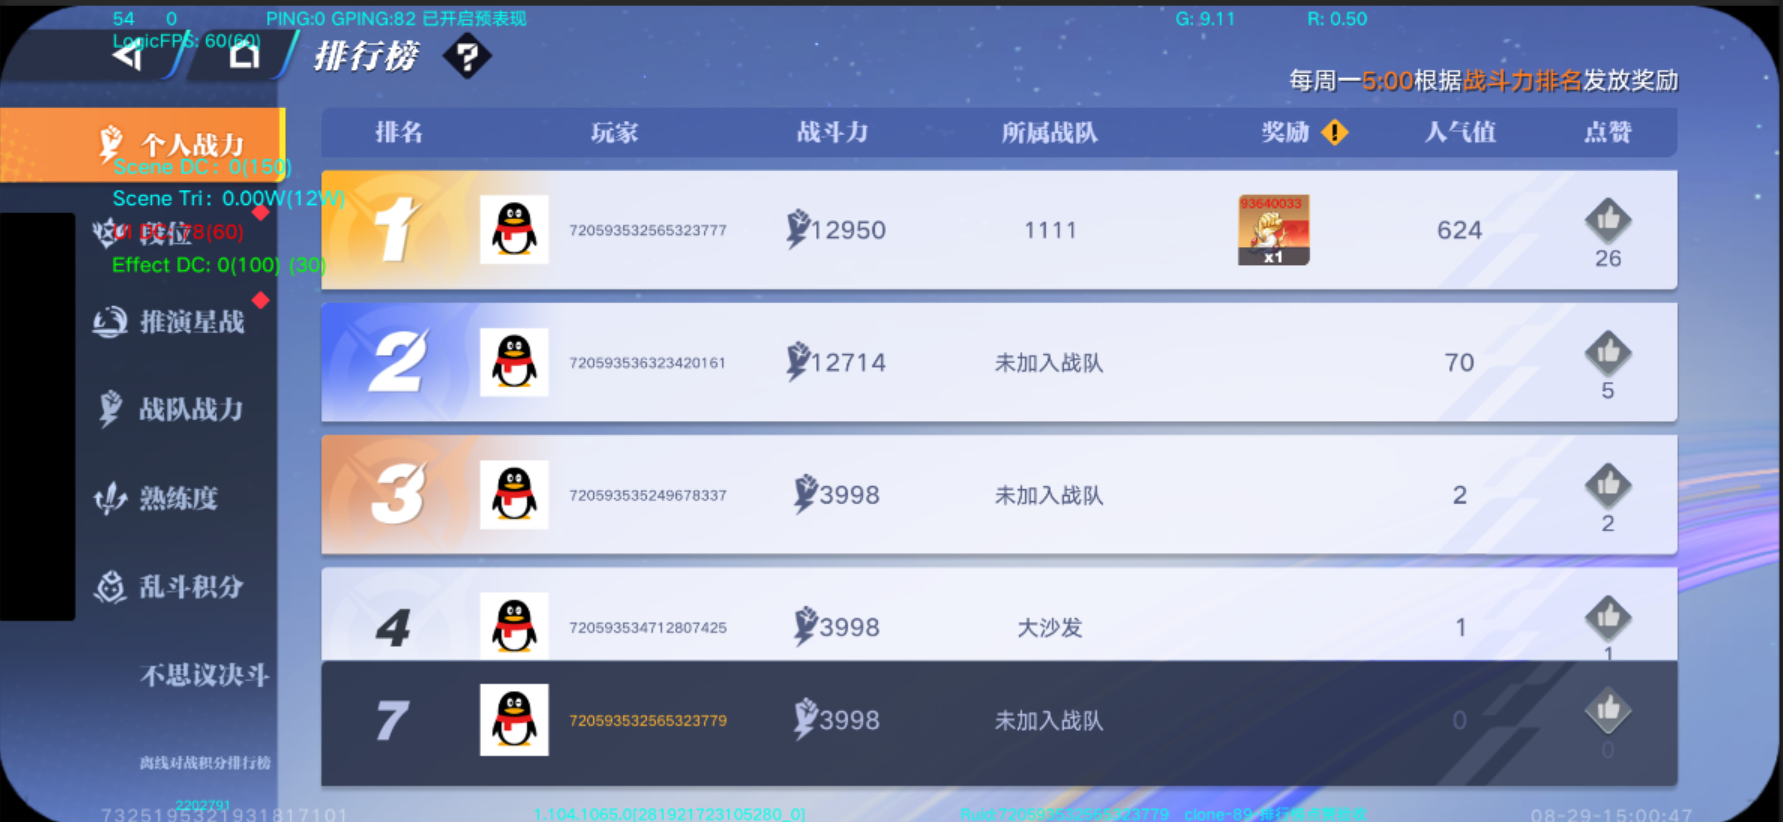 54 0 PING:0 GPING:82 已开启预表现 G: 9.11 R: 0.50
LogicFPS: 60(60)
排行榜 ?
每周一5:00根据战斗力排名发放奖励
个人战力
Scene DC: 0(150)
Scene Tri: 0.00W(12W)
段位
UI DC: 78(60)
Effect DC: 0(100) (30)
推演星战
战队战力
熟练度
乱斗积分
不思议决斗
离线对战积分排行榜
排名 玩家 战斗力 所属战队 奖励 ! 人气值 点赞
1 720593532565323777 12950 1111 93640033 x1 624 26
2 720593536323420161 12714 未加入战队 70 5
3 720593535249678337 3998 未加入战队 2 2
4 720593534712807425 3998 大沙发 1 1
7 720593532565323779 3998 未加入战队 0 0
2202791
7325195321931817101 1.104.1065.0[281921723105280_0] Ruid:720593532565323779 clone-89 08-29-15:00:47